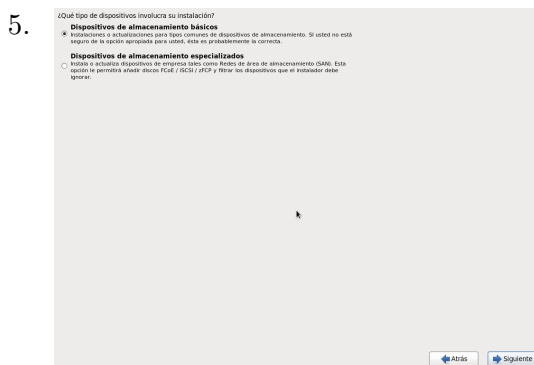 5.
¿Qué tipo de dispositivos involucra su instalación?
Dispositivos de almacenamiento básicos
Instalaciones o actualizaciones para tipos comunes de dispositivos de almacenamiento. Si usted no está
seguro de la opción apropiada para usted, ésta es probablemente la correcta.
Dispositivos de almacenamiento especializados
Instala o actualiza dispositivos de empresa tales como Redes de área de almacenamiento (SAN). Esta
opción le permitirá añadir discos FCoE / iSCSI / zFCP y filtrar los dispositivos que el instalador debe
ignorar.
Atrás
Siguiente